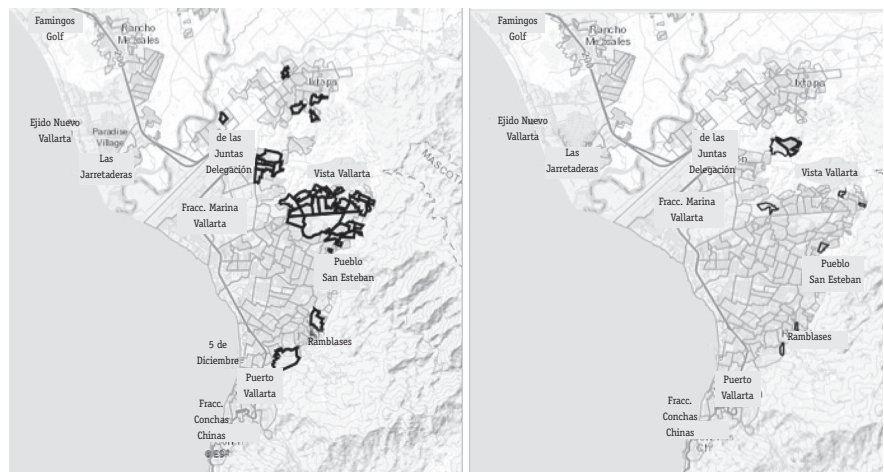 Famingos
Golf
Rancho
Mezcales
200
Ixtapa
Ejido Nuevo
Vallarta
Paradise
Village
Las
Jarretaderas
de las
Juntas
Delegación
MASCOT
Vista Vallarta
Fracc. Marina
Vallarta
Pueblo
San Esteban
5 de
Diciembre
Ramblases
Puerto
Vallarta
Fracc.
Conchas
Chinas
Famingos
Golf
Rancho
Mezcales
200
Ixtapa
Ejido Nuevo
Vallarta
Las
Jarretaderas
de las
Juntas
Delegación
Vista Vallarta
Fracc. Marina
Vallarta
Pueblo
San Esteban
Ramblases
Puerto
Vallarta
Fracc.
Conchas
Chinas